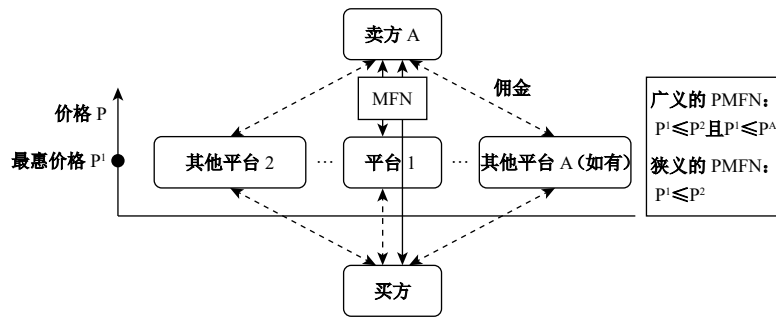 卖方 A
MFN
佣金
价格 P
最惠价格 P¹
其他平台 2
…
平台 1
…
其他平台 A（如有）
买方
广义的 PMFN：
P¹≤P²且P¹≤Pᴬ
狭义的 PMFN：
P¹≤P²